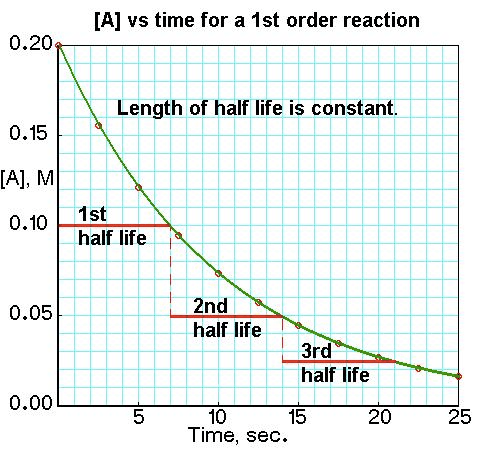 [A] vs time for a 1st order reaction
0.20
Length of half life is constant.
0.15
[A], M
0.10
1st
half life
0.05
2nd
half life
3rd
half life
0.00
5 10 15 20 25
Time, sec.